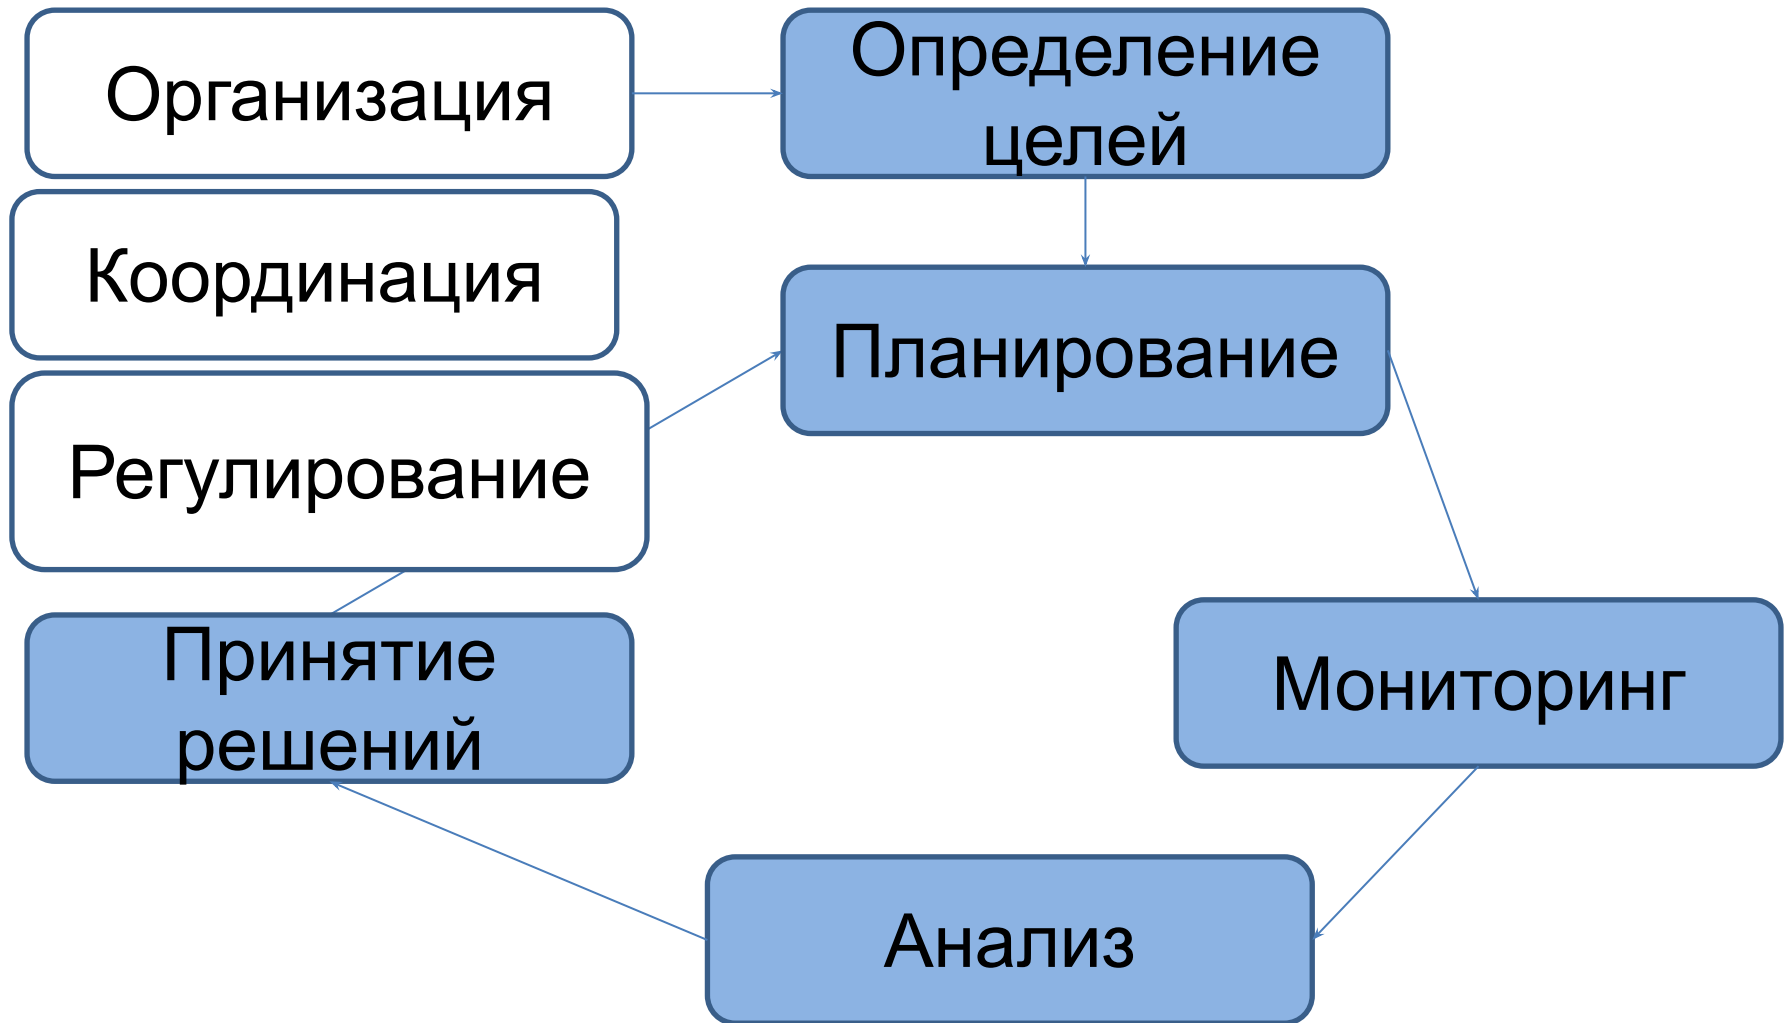 Организация
Определение
целей
Координация
Планирование
Регулирование
Принятие
решений
Мониторинг
Анализ